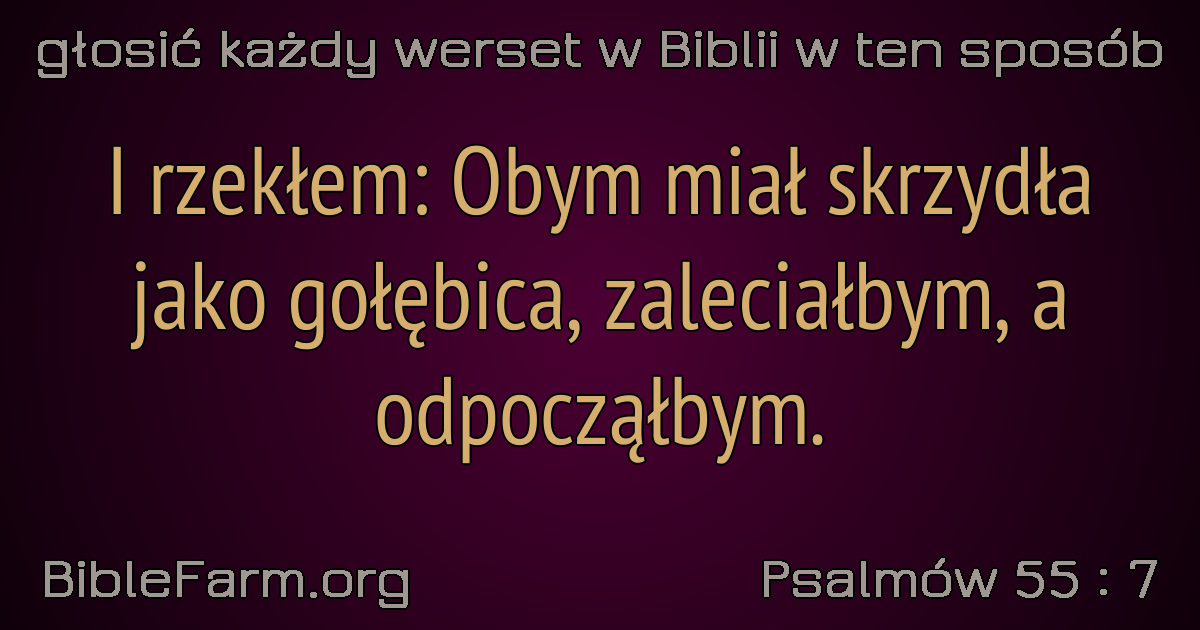 głosić każdy werset w Biblii w ten sposób
I rzekłem: Obym miał skrzydła
jako gołębica, zaleciałbym, a
odpocząłbym.
BibleFarm.org
Psalmów 55 : 7